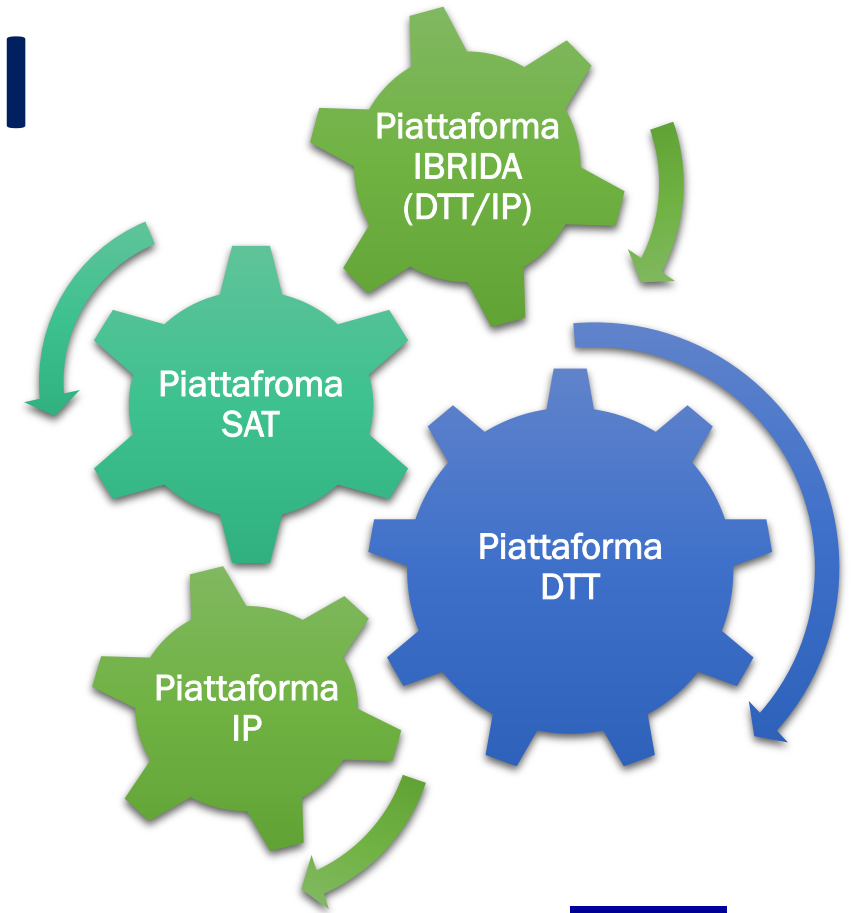 Piattaforma
IBRIDA
(DTT/IP)
Piattafroma
SAT
Piattaforma
DTT
Piattaforma
IP